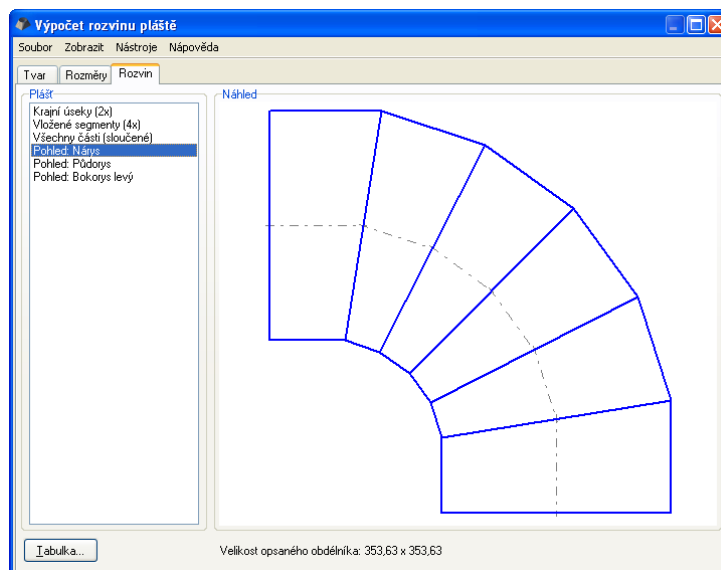 Výpočet rozvinu pláště
Soubor Zobrazit Nástroje Nápověda
Tvar Rozměry Rozvin
Plášť
Krajní úseky (2x)
Vložené segmenty (4x)
Všechny části (sloučené)
Pohled: Nárys
Pohled: Půdorys
Pohled: Bokorys levý
Náhled
Tabulka...
Velikost opsaného obdélníka: 353,63 x 353,63